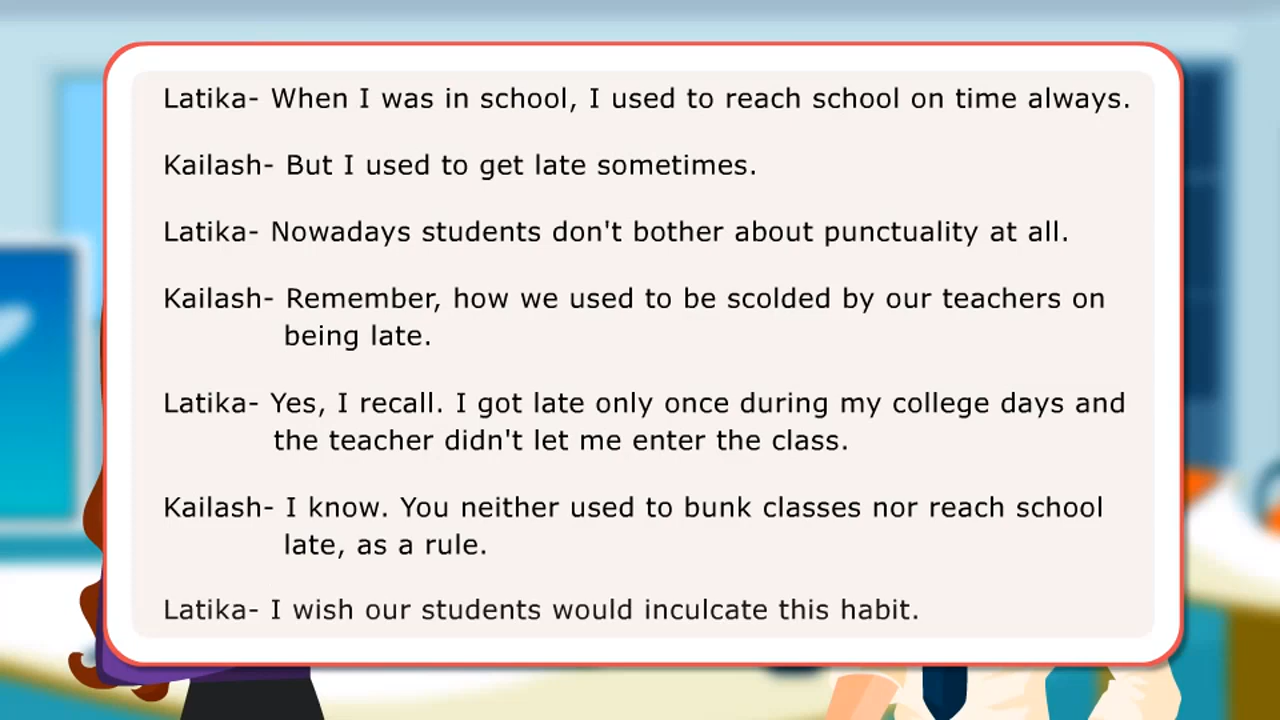 Latika- When I was in school, I used to reach school on time always.
Kailash- But I used to get late sometimes.
Latika- Nowadays students don't bother about punctuality at all.
Kailash- Remember, how we used to be scolded by our teachers on
being late.
Latika- Yes, I recall. I got late only once during my college days and
the teacher didn't let me enter the class.
Kailash- I know. You neither used to bunk classes nor reach school
late, as a rule.
Latika- I wish our students would inculcate this habit.